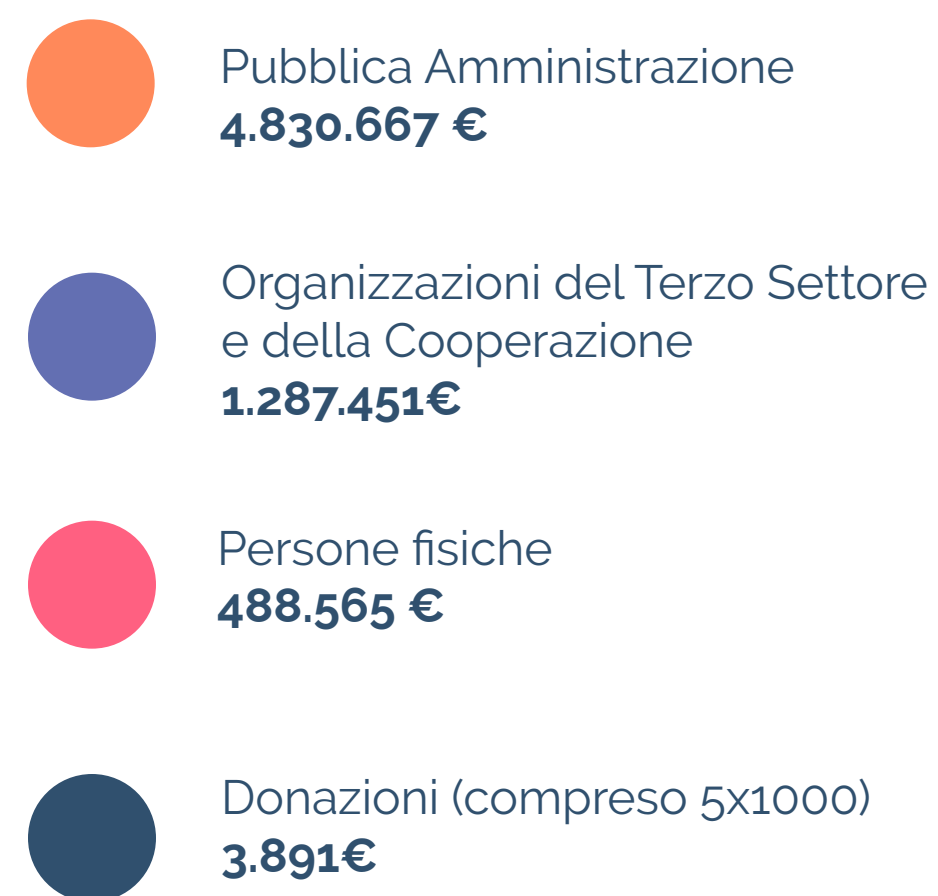 Pubblica Amministrazione
4.830.667 €
Organizzazioni del Terzo Settore
e della Cooperazione
1.287.451€
Persone fisiche
488.565 €
Donazioni (compreso 5x1000)
3.891€